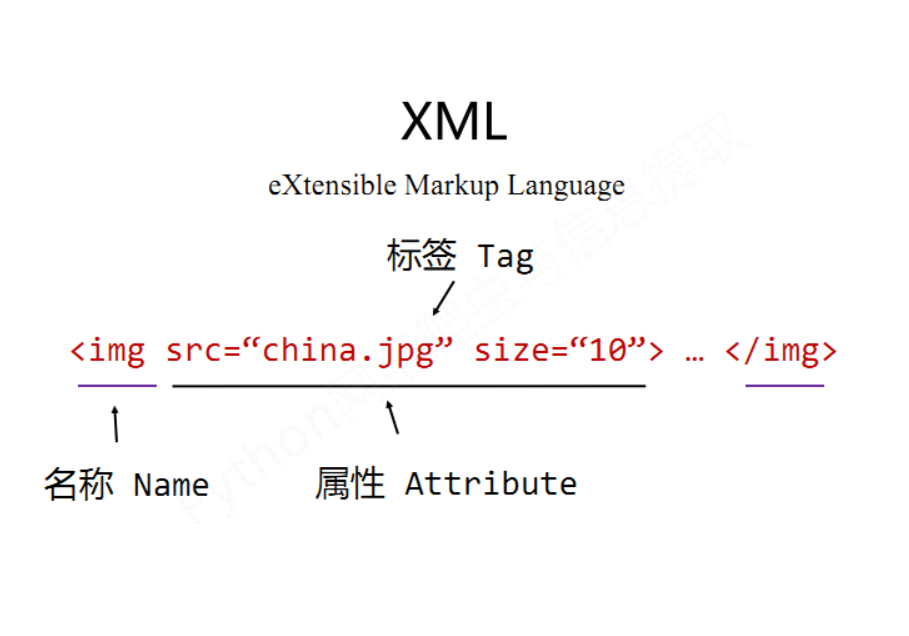 XML
eXtensible Markup Language
标签 Tag
<img src=“china.jpg” size=“10”> … </img>
名称 Name
属性 Attribute
Python网络爬虫与信息提取